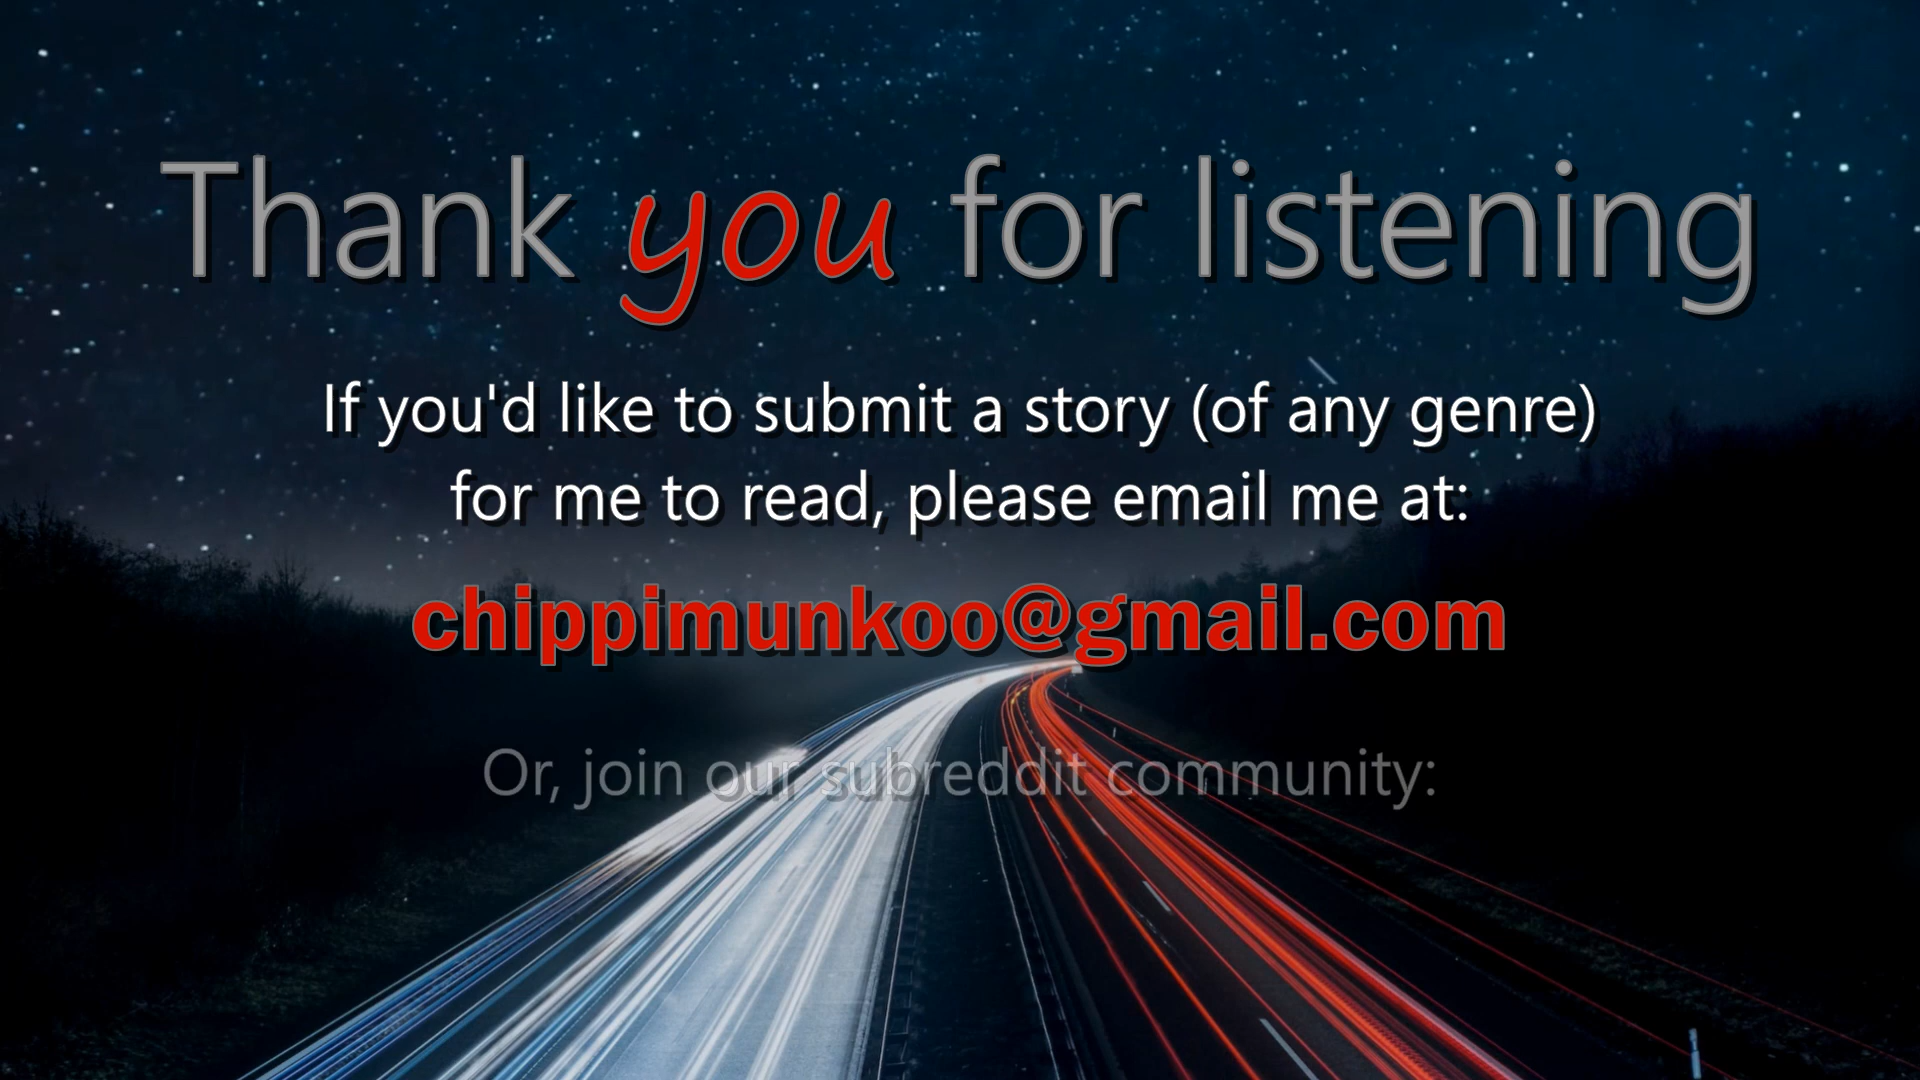 Thank you for listening
If you'd like to submit a story (of any genre)
for me to read, please email me at:
chippimunkoo@gmail.com
Or, join our subreddit community: